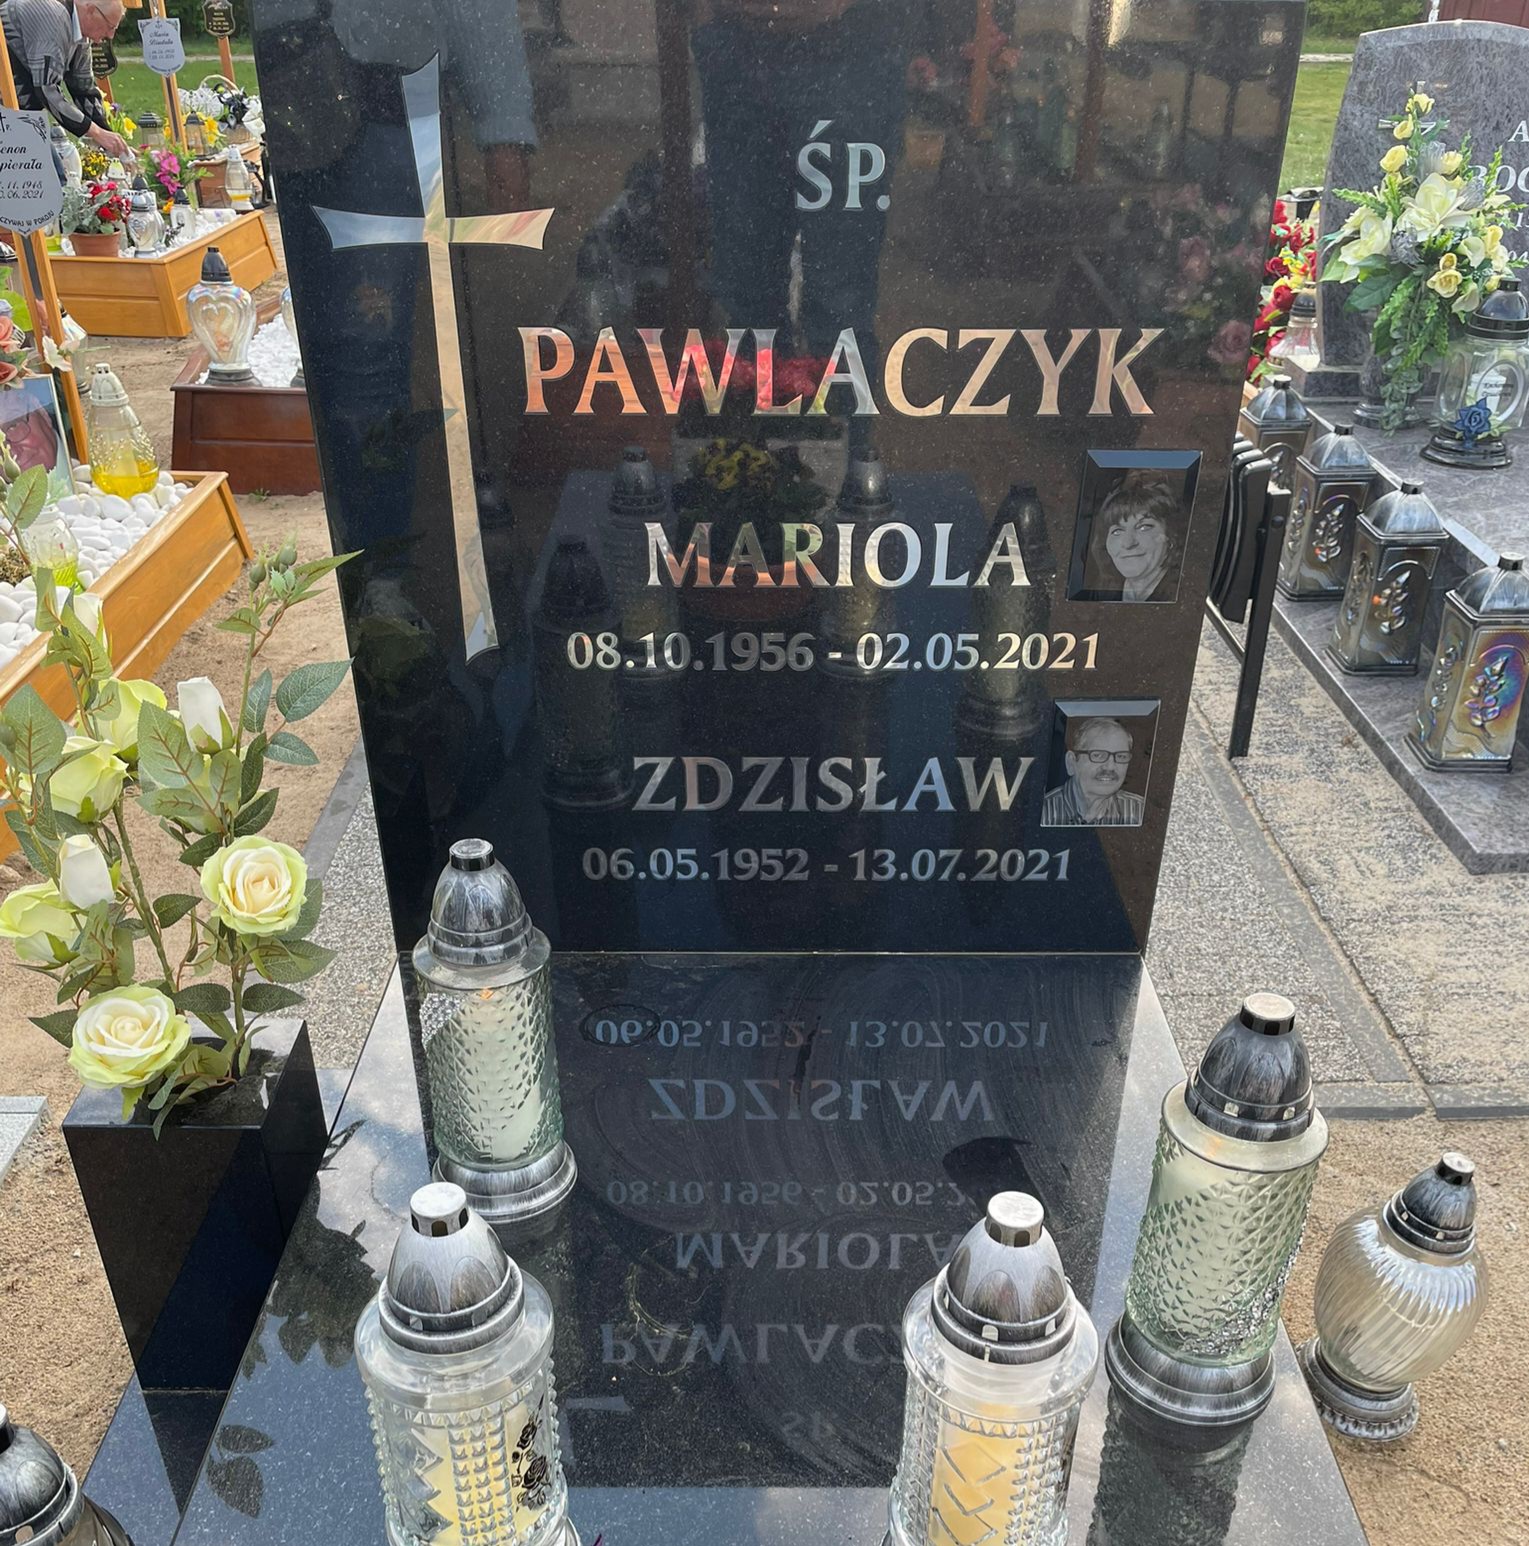 ŚP.
PAWLACZYK
MARIOLA
08.10.1956 - 02.05.2021
ZDZISŁAW
06.05.1952 - 13.07.2021